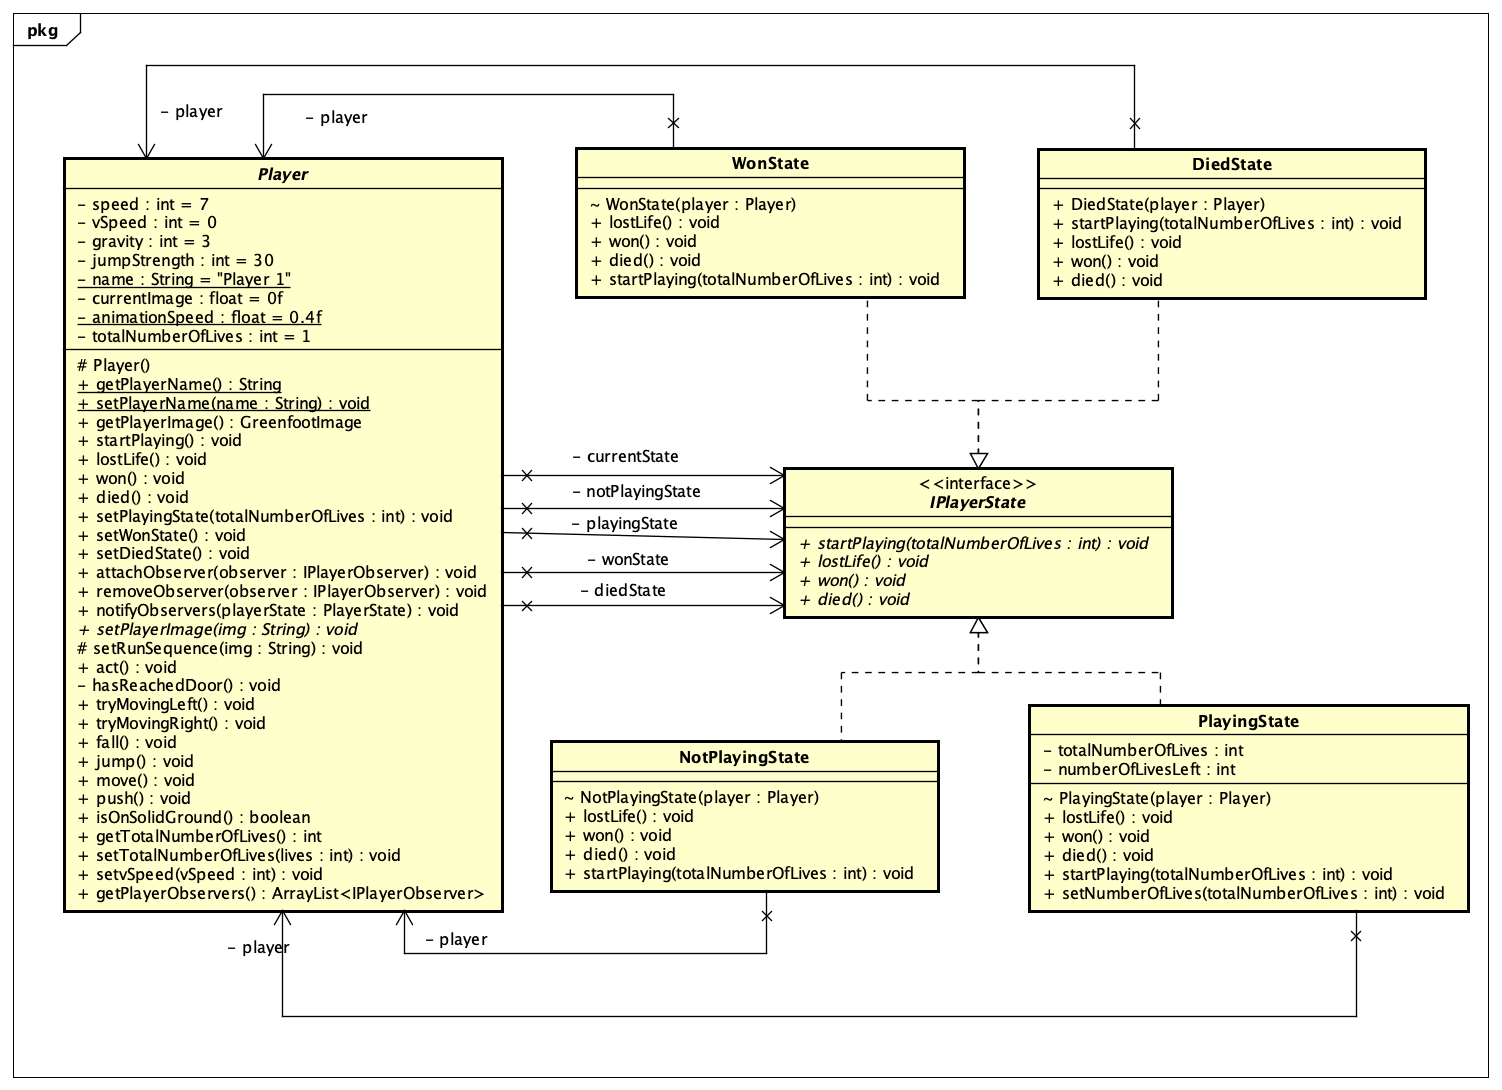 pkg
- player
- player
Player
- speed : int = 7
- vSpeed : int = 0
- gravity : int = 3
- jumpStrength : int = 30
- name : String = "Player 1"
- currentImage : float = 0f
- animationSpeed : float = 0.4f
- totalNumberOfLives : int = 1
# Player()
+ getPlayerName() : String
+ setPlayerName(name : String) : void
+ getPlayerImage() : GreenfootImage
+ startPlaying() : void
+ lostLife() : void
+ won() : void
+ died() : void
+ setPlayingState(totalNumberOfLives : int) : void
+ setWonState() : void
+ setDiedState() : void
+ attachObserver(observer : IPlayerObserver) : void
+ removeObserver(observer : IPlayerObserver) : void
+ notifyObservers(playerState : PlayerState) : void
+ setPlayerImage(img : String) : void
# setRunSequence(img : String) : void
+ act() : void
- hasReachedDoor() : void
+ tryMovingLeft() : void
+ tryMovingRight() : void
+ fall() : void
+ jump() : void
+ move() : void
+ push() : void
+ isOnSolidGround() : boolean
+ getTotalNumberOfLives() : int
+ setTotalNumberOfLives(lives : int) : void
+ setvSpeed(vSpeed : int) : void
+ getPlayerObservers() : ArrayList<IPlayerObserver>
WonState
~ WonState(player : Player)
+ lostLife() : void
+ won() : void
+ died() : void
+ startPlaying(totalNumberOfLives : int) : void
DiedState
+ DiedState(player : Player)
+ startPlaying(totalNumberOfLives : int) : void
+ lostLife() : void
+ won() : void
+ died() : void
- currentState
- notPlayingState
- playingState
- wonState
- diedState
<<interface>>
IPlayerState
+ startPlaying(totalNumberOfLives : int) : void
+ lostLife() : void
+ won() : void
+ died() : void
NotPlayingState
~ NotPlayingState(player : Player)
+ lostLife() : void
+ won() : void
+ died() : void
+ startPlaying(totalNumberOfLives : int) : void
PlayingState
- totalNumberOfLives : int
- numberOfLivesLeft : int
~ PlayingState(player : Player)
+ lostLife() : void
+ won() : void
+ died() : void
+ startPlaying(totalNumberOfLives : int) : void
+ setNumberOfLives(totalNumberOfLives : int) : void
- player
- player